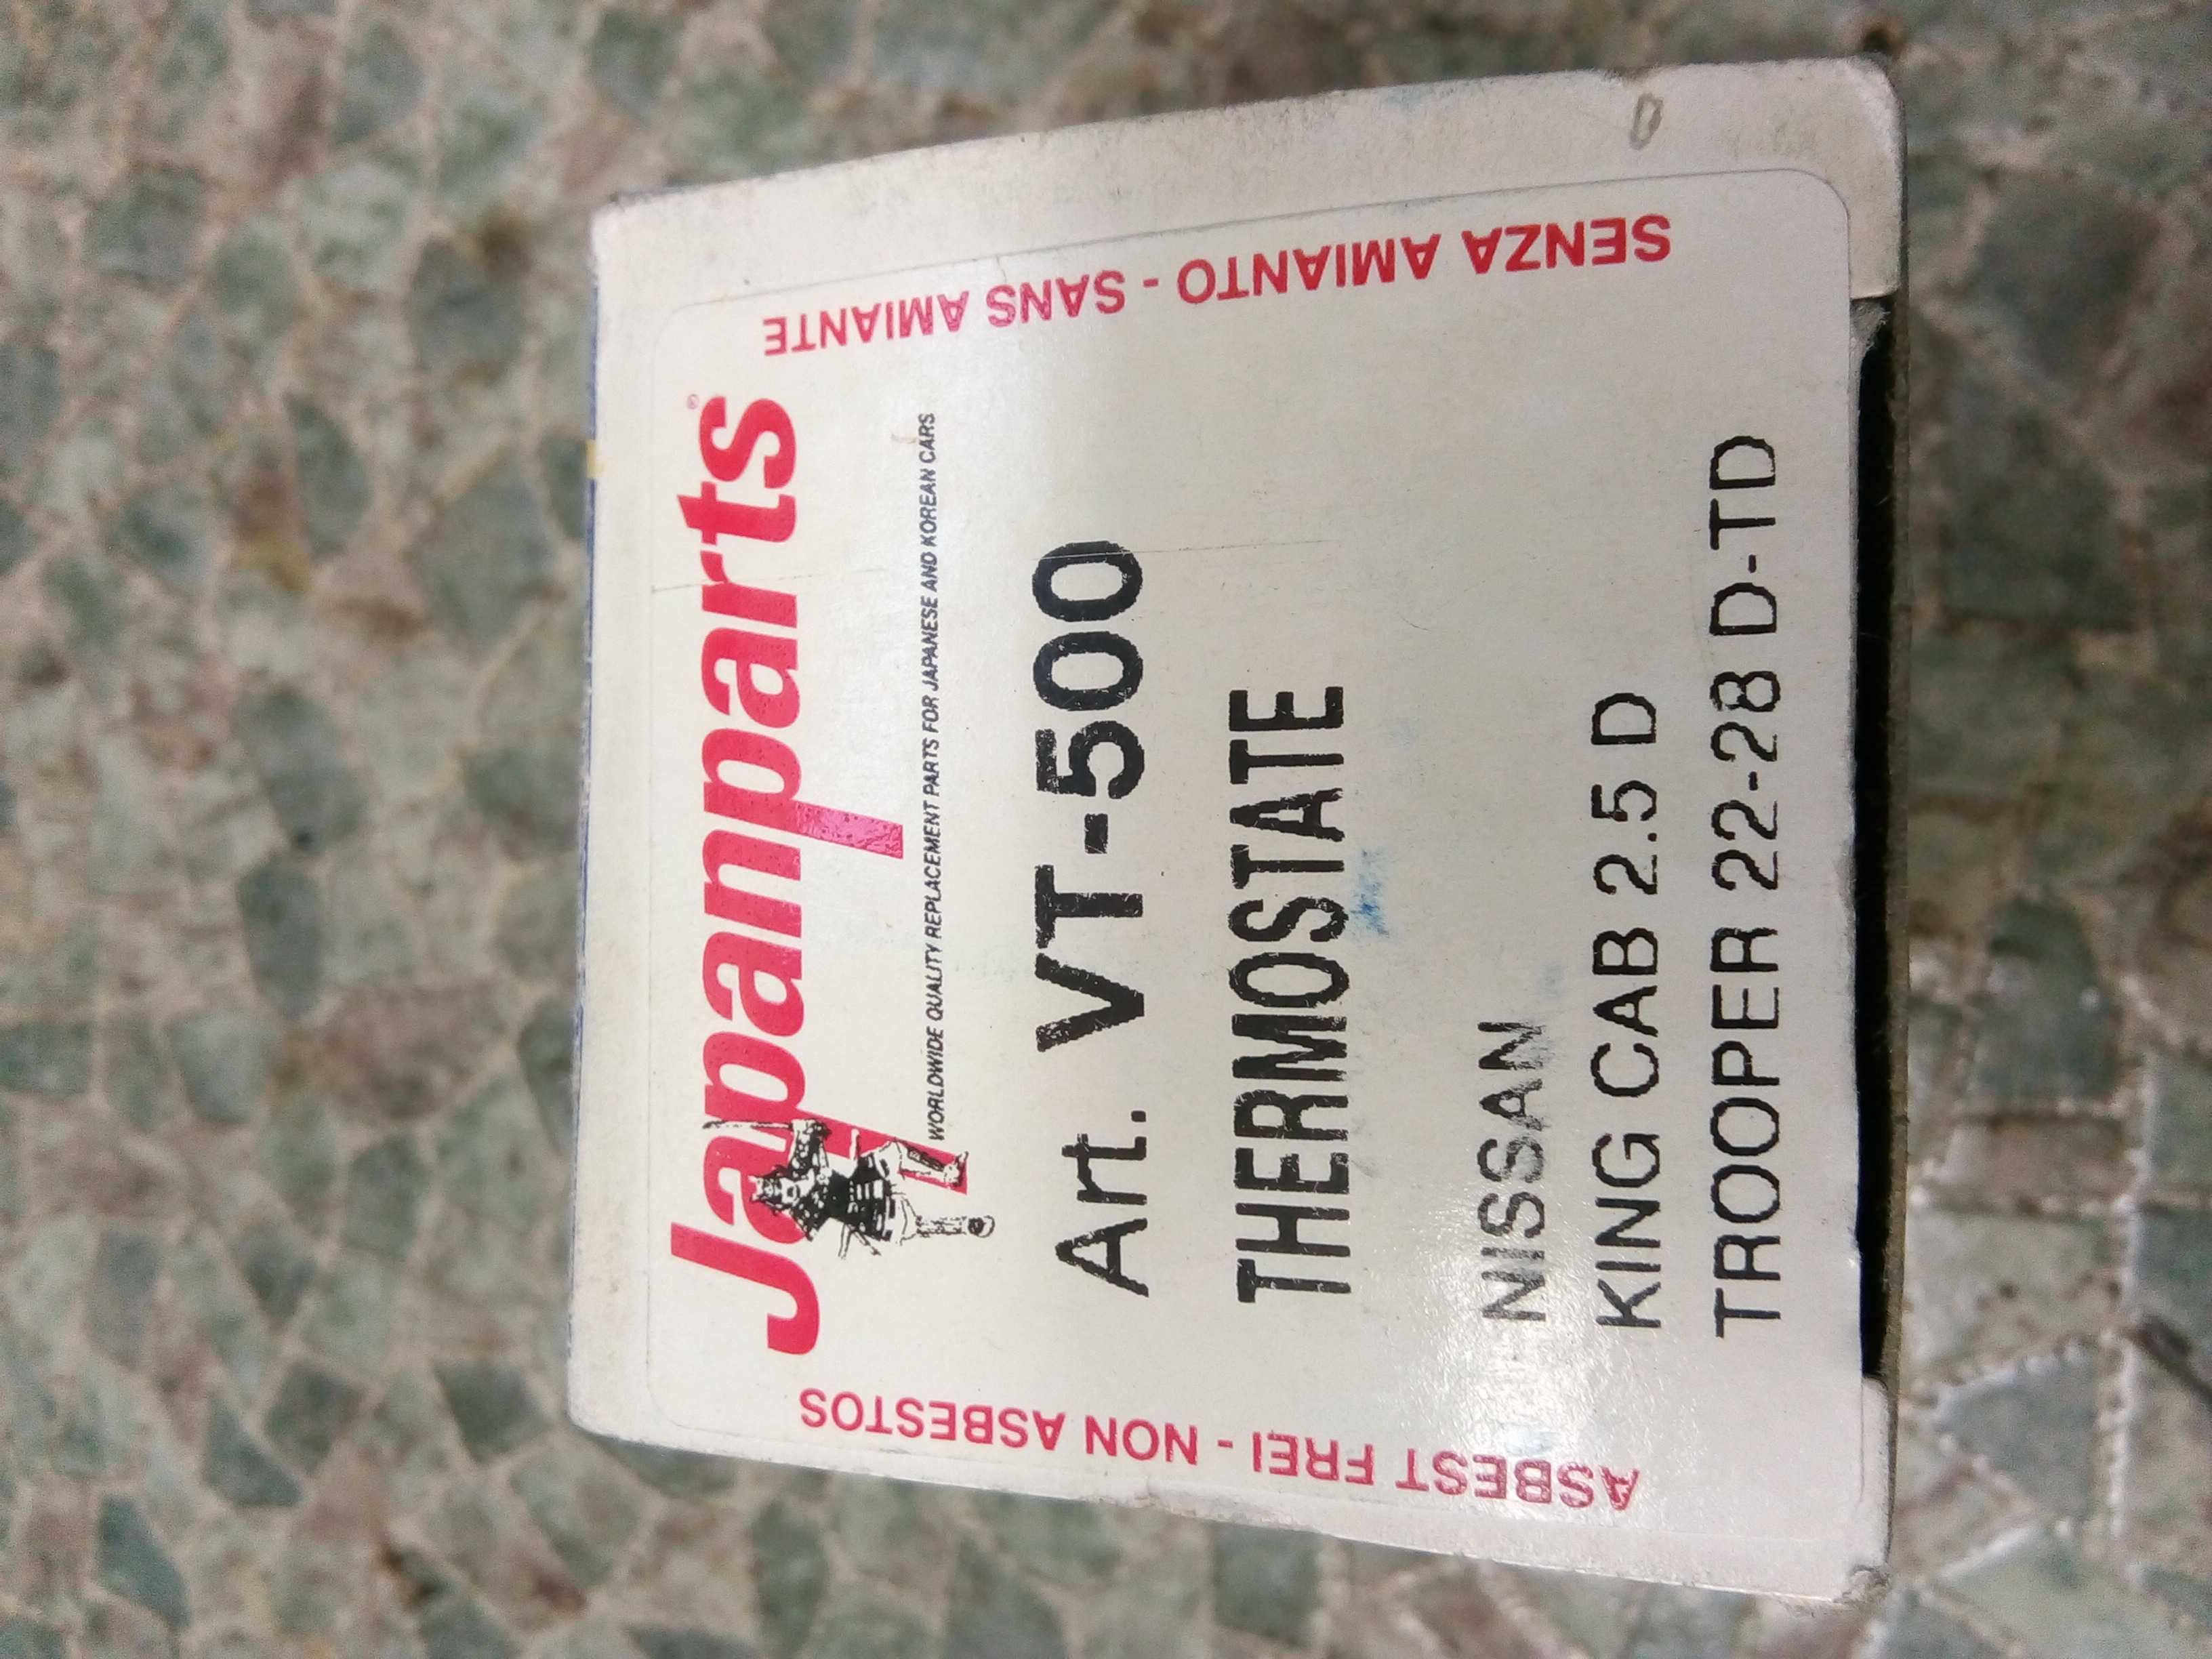 Japanparts®
WORLDWIDE QUALITY REPLACEMENT PARTS FOR JAPANESE AND KOREAN CARS
Art. VT-500
THERMOSTATE
NISSAN
KING CAB 2.5 D
TROOPER 22-28 D-TD
ASBEST FREI - NON ASBESTOS
SENZA AMIANTO - SANS AMIANTE